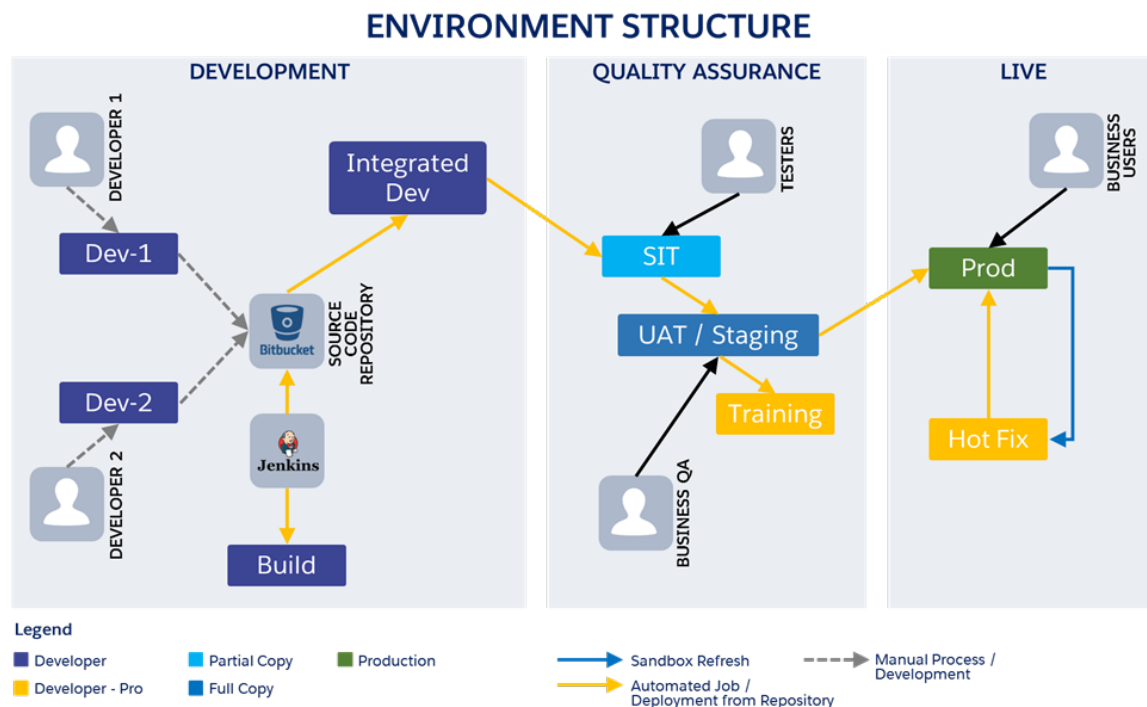 ENVIRONMENT STRUCTURE
DEVELOPMENT
DEVELOPER 1
Dev-1
Integrated
Dev
Bitbucket
SOURCE
CODE
REPOSITORY
Dev-2
DEVELOPER 2
Jenkins
Build
QUALITY ASSURANCE
TESTERS
SIT
UAT / Staging
Training
BUSINESS QA
LIVE
BUSINESS
USERS
Prod
Hot Fix
Legend
Developer
Partial Copy
Production
Developer - Pro
Full Copy
Sandbox Refresh
Automated Job /
Deployment from Repository
Manual Process /
Development